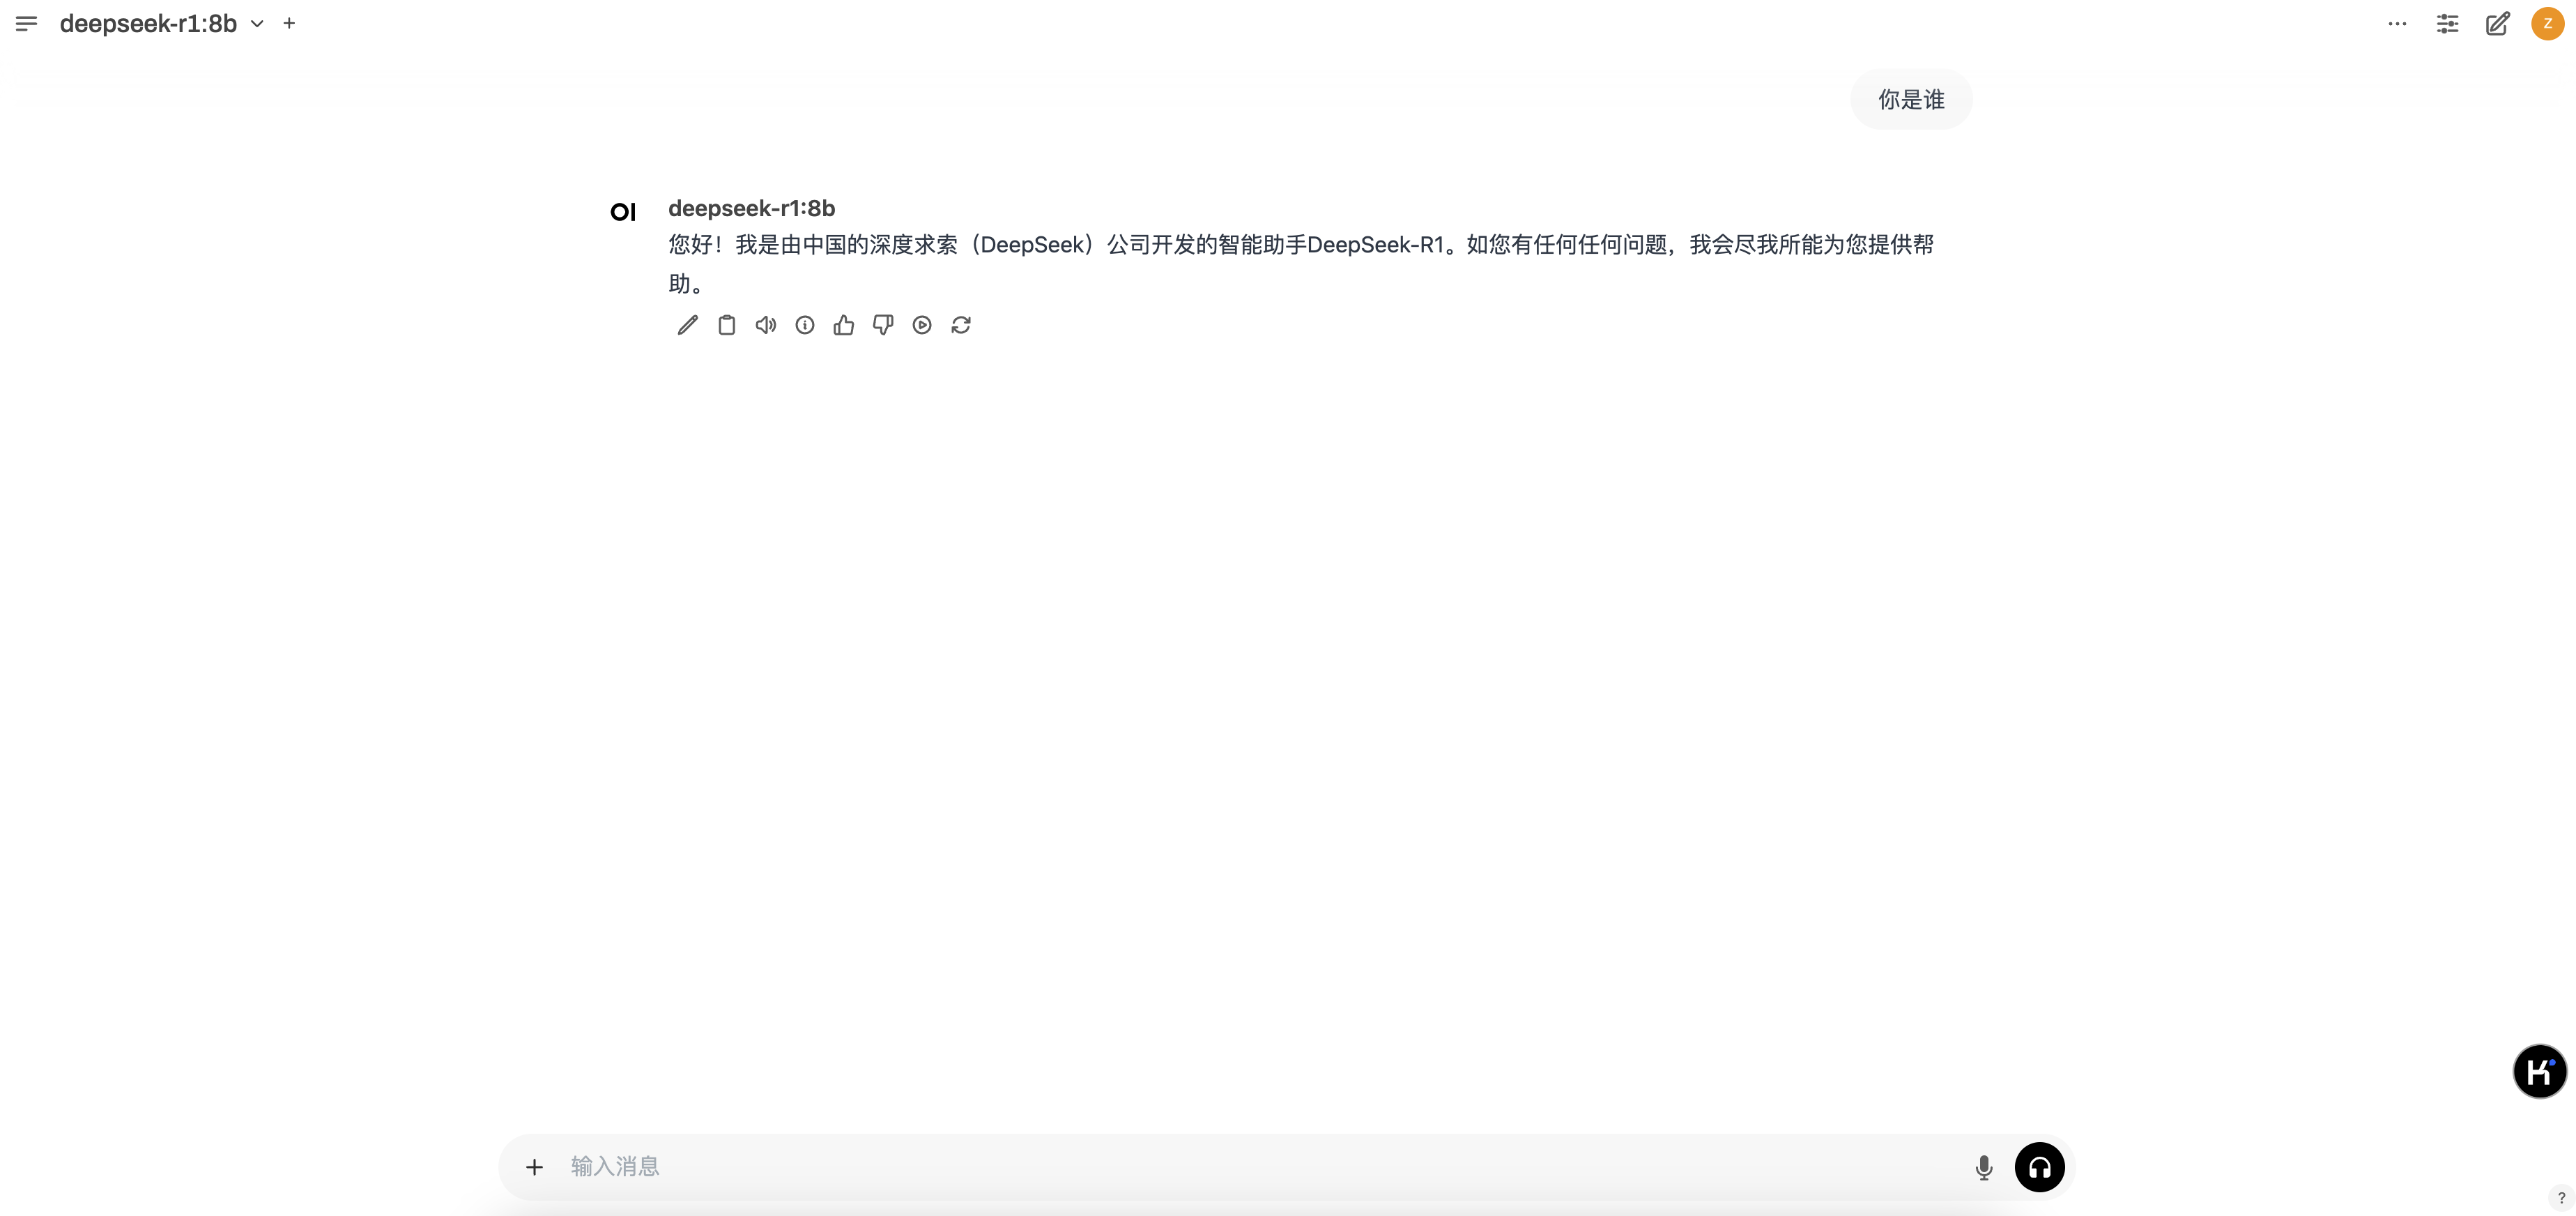 deepseek-r1:8b
Z
你是谁
OI
deepseek-r1:8b
您好！我是由中国的深度求索（DeepSeek）公司开发的智能助手DeepSeek-R1。如您有任何任何问题，我会尽我所能为您提供帮
助。
K
输入消息
?